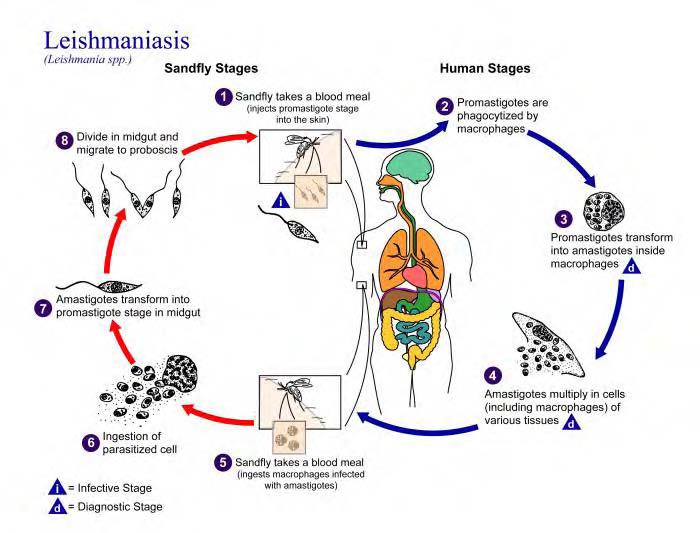 Leishmaniasis
(Leishmania spp.)
Sandfly Stages
Human Stages
1 Sandfly takes a blood meal
(injects promastigote stage
into the skin)
2 Promastigotes are
phagocytized by
macrophages
8 Divide in midgut and
migrate to proboscis
i
3
Promastigotes transform
into amastigotes inside
macrophages d
7 Amastigotes transform into
promastigote stage in midgut
4
Amastigotes multiply in cells
(including macrophages) of
various tissues d
6 Ingestion of
parasitized cell
5 Sandfly takes a blood meal
(ingests macrophages infected
with amastigotes)
i = Infective Stage
d = Diagnostic Stage